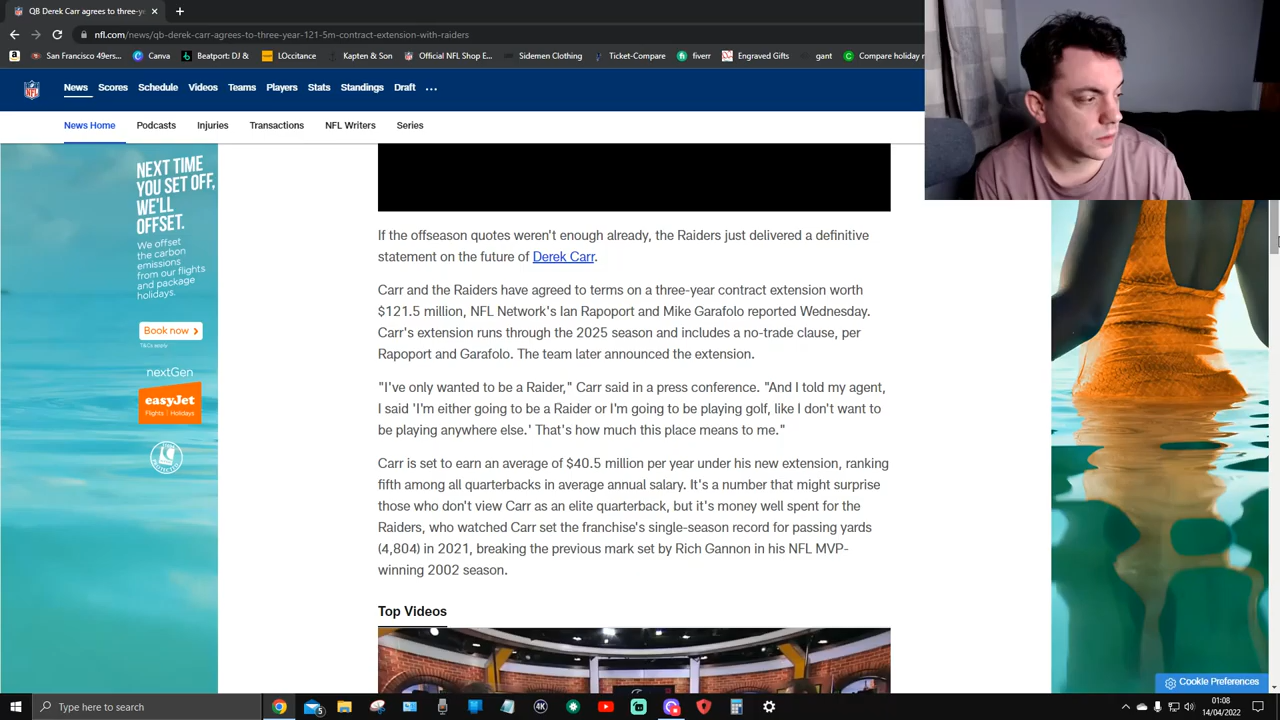 QB Derek Carr agrees to three-ye
nfl.com/news/qb-derek-carr-agrees-to-three-year-121-5m-contract-extension-with-raiders
San Francisco 49ers... Canva Beatport: DJ & LOccitance Kapten & Son Official NFL Shop E... Sidemen Clothing Ticket-Compare fiverr Engraved Gifts gant Compare holiday r
News Scores Schedule Videos Teams Players Stats Standings Draft ...
News Home Podcasts Injuries Transactions NFL Writers Series
NEXT TIME
YOU SET OFF,
WE'LL
OFFSET.
We offset
the carbon
emissions
from our flights
and package
holidays.
Book now
T&Cs apply
nextGen
easyJet
Flights | Holidays
If the offseason quotes weren't enough already, the Raiders just delivered a definitive
statement on the future of Derek Carr.
Carr and the Raiders have agreed to terms on a three-year contract extension worth
$121.5 million, NFL Network's Ian Rapoport and Mike Garafolo reported Wednesday.
Carr's extension runs through the 2025 season and includes a no-trade clause, per
Rapoport and Garafolo. The team later announced the extension.
"I've only wanted to be a Raider," Carr said in a press conference. "And I told my agent,
I said 'I'm either going to be a Raider or I'm going to be playing golf, like I don't want to
be playing anywhere else.' That's how much this place means to me."
Carr is set to earn an average of $40.5 million per year under his new extension, ranking
fifth among all quarterbacks in average annual salary. It's a number that might surprise
those who don't view Carr as an elite quarterback, but it's money well spent for the
Raiders, who watched Carr set the franchise's single-season record for passing yards
(4,804) in 2021, breaking the previous mark set by Rich Gannon in his NFL MVP-
winning 2002 season.
Top Videos
Cookie Preferences
Type here to search
4K
01:08
14/04/2022